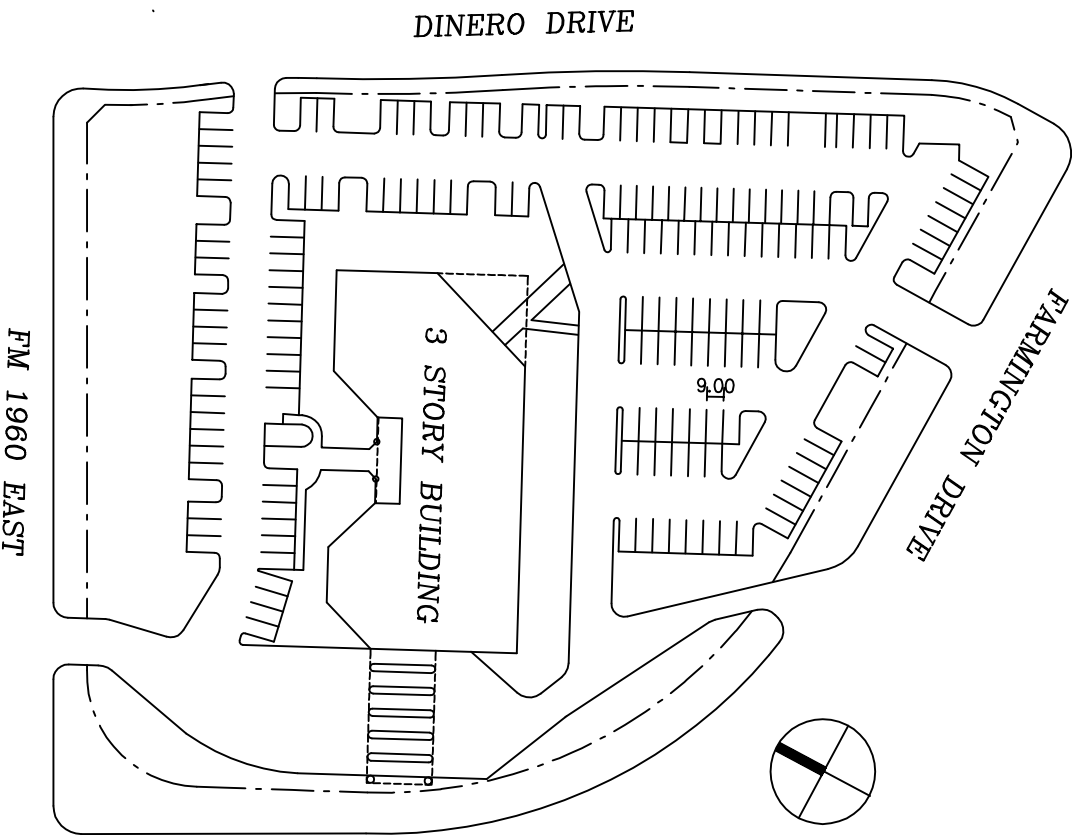 DINERO DRIVE
FM 1960 EAST
3 STORY BUILDING
9.00
FARMINGTON DRIVE